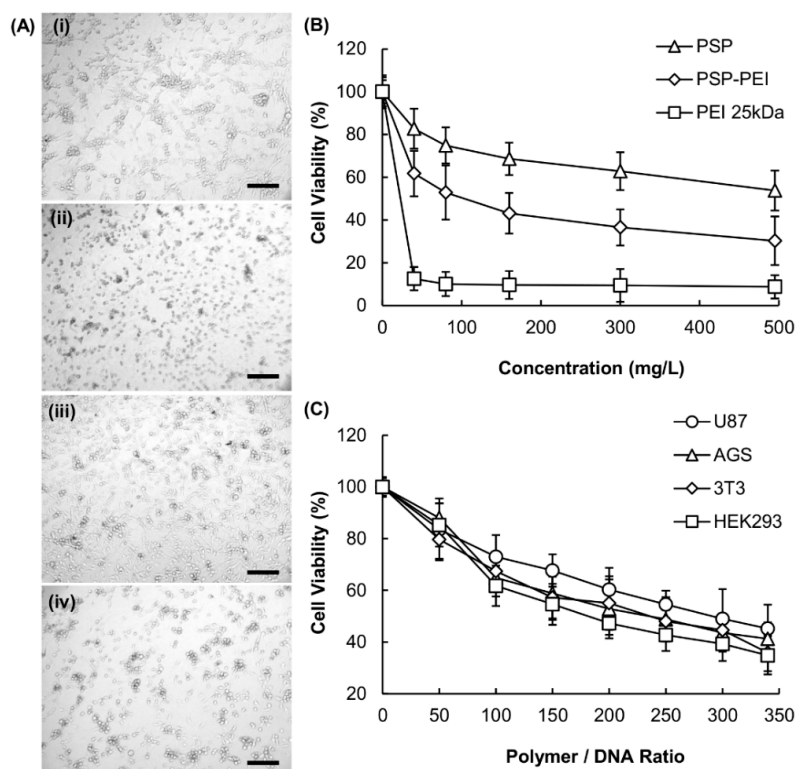 (A)
(i)
(ii)
(iii)
(iv)
(B)
PSP
PSP-PEI
PEI 25kDa
Cell Viability (%)
120
100
80
60
40
20
0
0 100 200 300 400 500
Concentration (mg/L)
(C)
U87
AGS
3T3
HEK293
Cell Viability (%)
120
100
80
60
40
20
0 50 100 150 200 250 300 350
Polymer / DNA Ratio